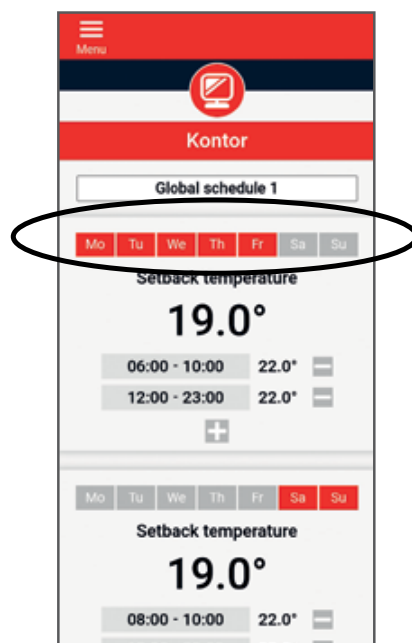 Menu
Kontor
Global schedule 1
Mo Tu We Th Fr Sa Su
Setback temperature
19.0°
06:00 - 10:00 22.0°
12:00 - 23:00 22.0°
Mo Tu We Th Fr Sa Su
Setback temperature
19.0°
08:00 - 10:00 22.0°